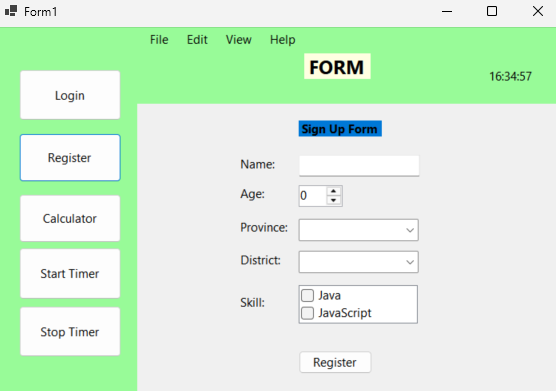 Form1
File Edit View Help
FORM
16:34:57
Login
Register
Calculator
Start Timer
Stop Timer
Sign Up Form
Name:
Age: 0
Province:
District:
Skill:
Java
JavaScript
Register